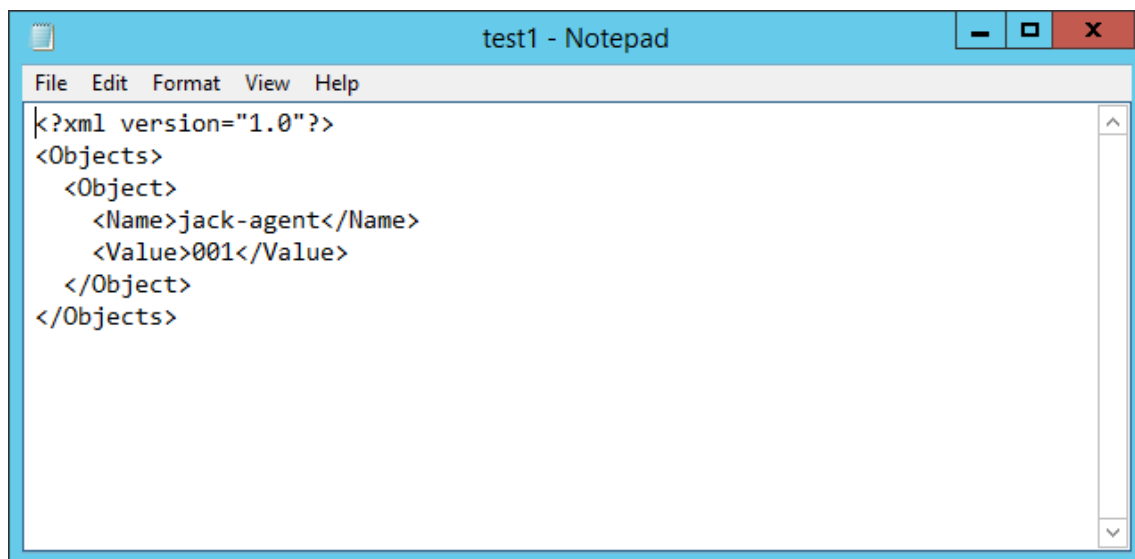 test1 - Notepad
File Edit Format View Help
<?xml version="1.0"?>
<Objects>
  <Object>
    <Name>jack-agent</Name>
    <Value>001</Value>
  </Object>
</Objects>